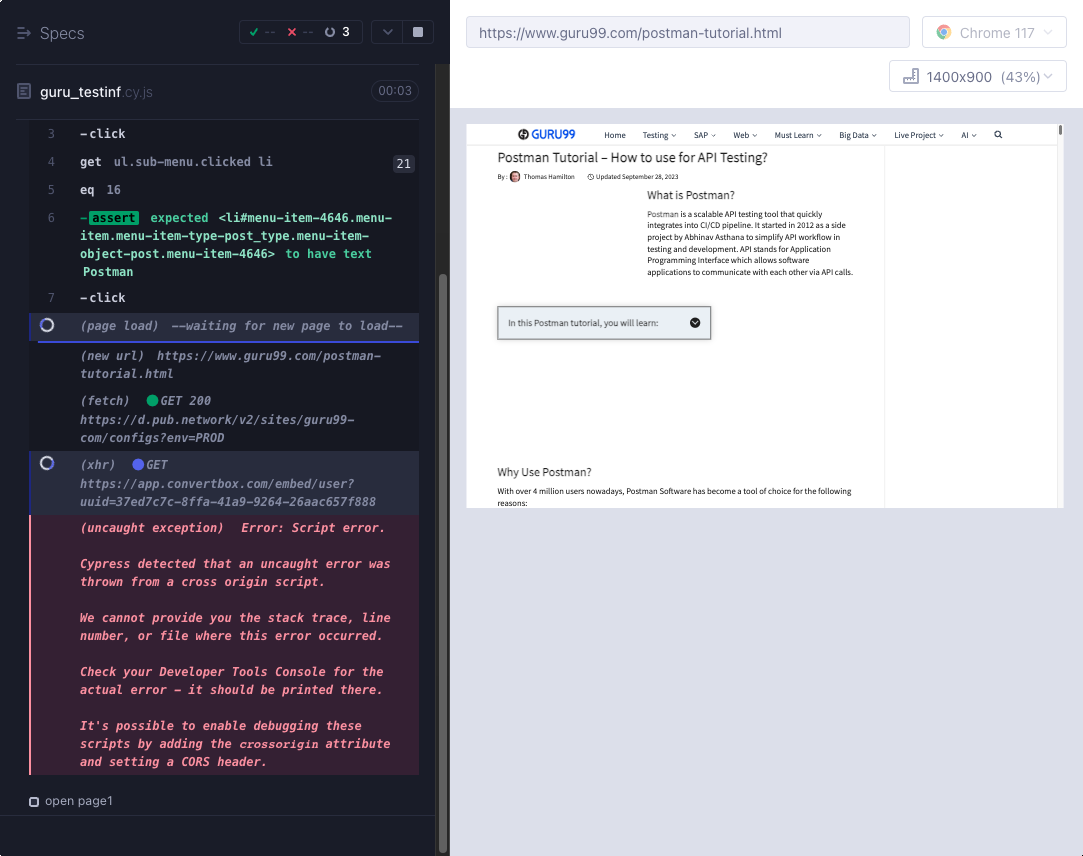 Specs
-- -- 3
guru_testinf.cy.js 00:03
3 -click
4 get ul.sub-menu.clicked li 21
5 eq 16
6 -assert expected <li#menu-item-4646.menu-
item.menu-item-type-post_type.menu-item-
object-post.menu-item-4646> to have text
Postman
7 -click
(page load) --waiting for new page to load--
(new url) https://www.guru99.com/postman-
tutorial.html
(fetch) GET 200
https://d.pub.network/v2/sites/guru99-
com/configs?env=PROD
(xhr) GET
https://app.convertbox.com/embed/user?
uuid=37ed7c7c-8ffa-41a9-9264-26aac657f888
(uncaught exception) Error: Script error.
Cypress detected that an uncaught error was
thrown from a cross origin script.
We cannot provide you the stack trace, line
number, or file where this error occurred.
Check your Developer Tools Console for the
actual error - it should be printed there.
It's possible to enable debugging these
scripts by adding the crossorigin attribute
and setting a CORS header.
open page1
https://www.guru99.com/postman-tutorial.html
Chrome 117
1400x900 (43%)
GURU99 Home Testing SAP Web Must Learn Big Data Live Project AI
Postman Tutorial – How to use for API Testing?
By : Thomas Hamilton Updated September 28, 2023
What is Postman?
Postman is a scalable API testing tool that quickly
integrates into CI/CD pipeline. It started in 2012 as a side
project by Abhinav Asthana to simplify API workflow in
testing and development. API stands for Application
Programming Interface which allows software
applications to communicate with each other via API calls.
In this Postman tutorial, you will learn:
Why Use Postman?
With over 4 million users nowadays, Postman Software has become a tool of choice for the following
reasons: